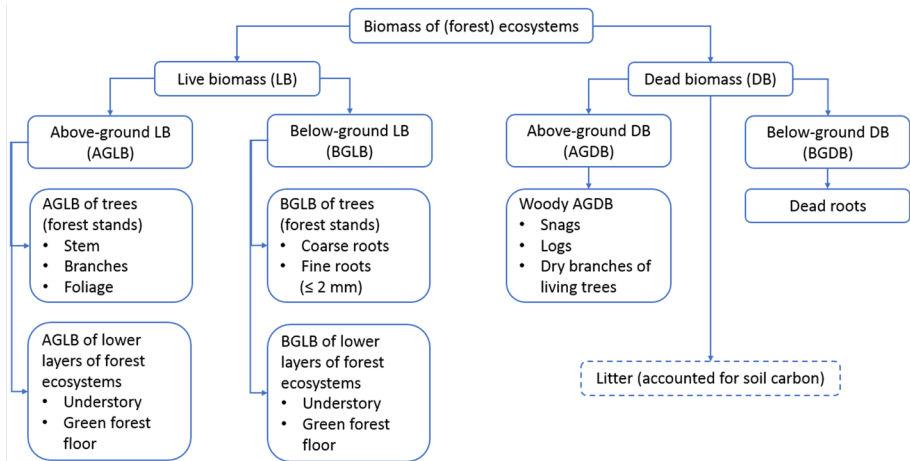 Biomass of (forest) ecosystems
Live biomass (LB)
Dead biomass (DB)
Above-ground LB
(AGLB)
Below-ground LB
(BGLB)
Above-ground DB
(AGDB)
Below-ground DB
(BGDB)
AGLB of trees
(forest stands)
• Stem
• Branches
• Foliage
BGLB of trees
(forest stands)
• Coarse roots
• Fine roots
(≤ 2 mm)
Woody AGDB
• Snags
• Logs
• Dry branches of
living trees
Dead roots
AGLB of lower
layers of forest
ecosystems
• Understory
• Green forest
floor
BGLB of lower
layers of forest
ecosystems
• Understory
• Green forest
floor
Litter (accounted for soil carbon)